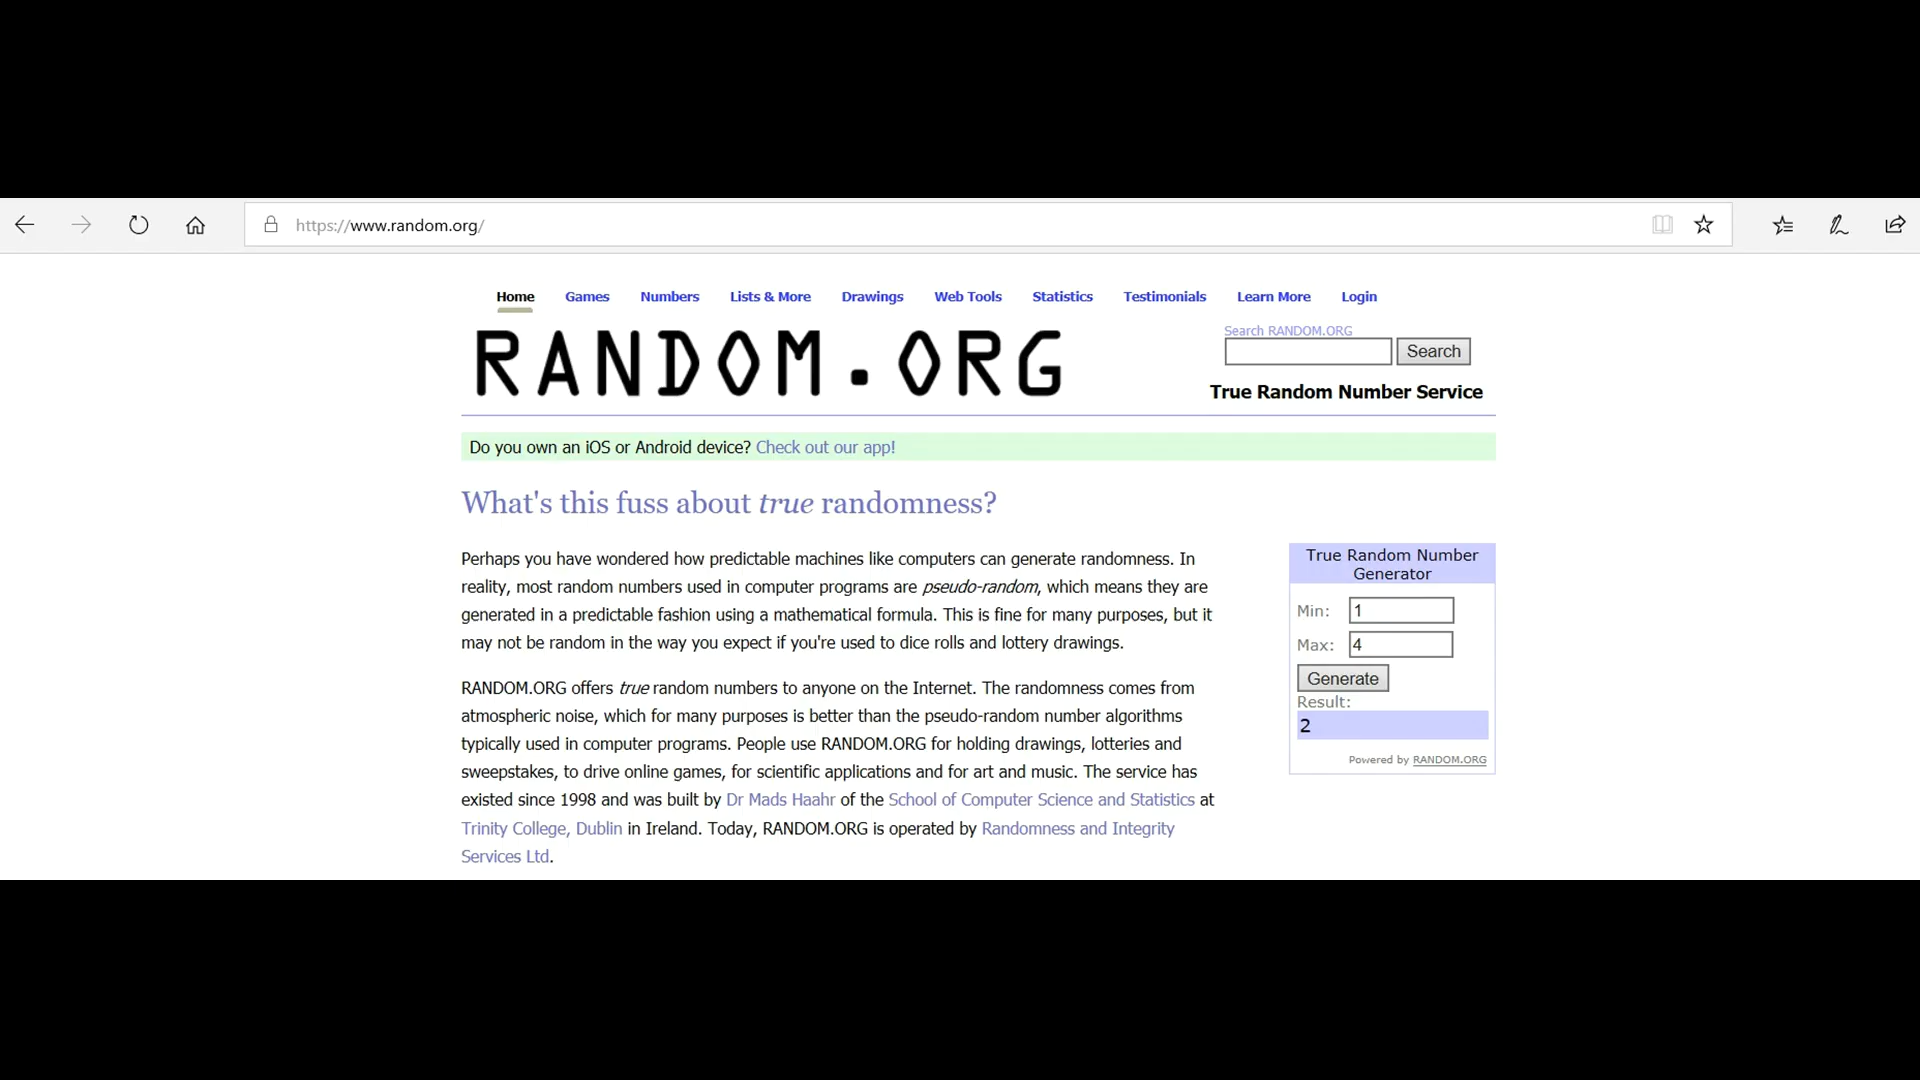 https://www.random.org/
Home Games Numbers Lists & More Drawings Web Tools Statistics Testimonials Learn More Login
RANDOM.ORG
Search RANDOM.ORG
Search
True Random Number Service
Do you own an iOS or Android device? Check out our app!
What's this fuss about true randomness?
Perhaps you have wondered how predictable machines like computers can generate randomness. In
reality, most random numbers used in computer programs are pseudo-random, which means they are
generated in a predictable fashion using a mathematical formula. This is fine for many purposes, but it
may not be random in the way you expect if you're used to dice rolls and lottery drawings.
RANDOM.ORG offers true random numbers to anyone on the Internet. The randomness comes from
atmospheric noise, which for many purposes is better than the pseudo-random number algorithms
typically used in computer programs. People use RANDOM.ORG for holding drawings, lotteries and
sweepstakes, to drive online games, for scientific applications and for art and music. The service has
existed since 1998 and was built by Dr Mads Haahr of the School of Computer Science and Statistics at
Trinity College, Dublin in Ireland. Today, RANDOM.ORG is operated by Randomness and Integrity
Services Ltd.
True Random Number
Generator
Min: 1
Max: 4
Generate
Result:
2
Powered by RANDOM.ORG